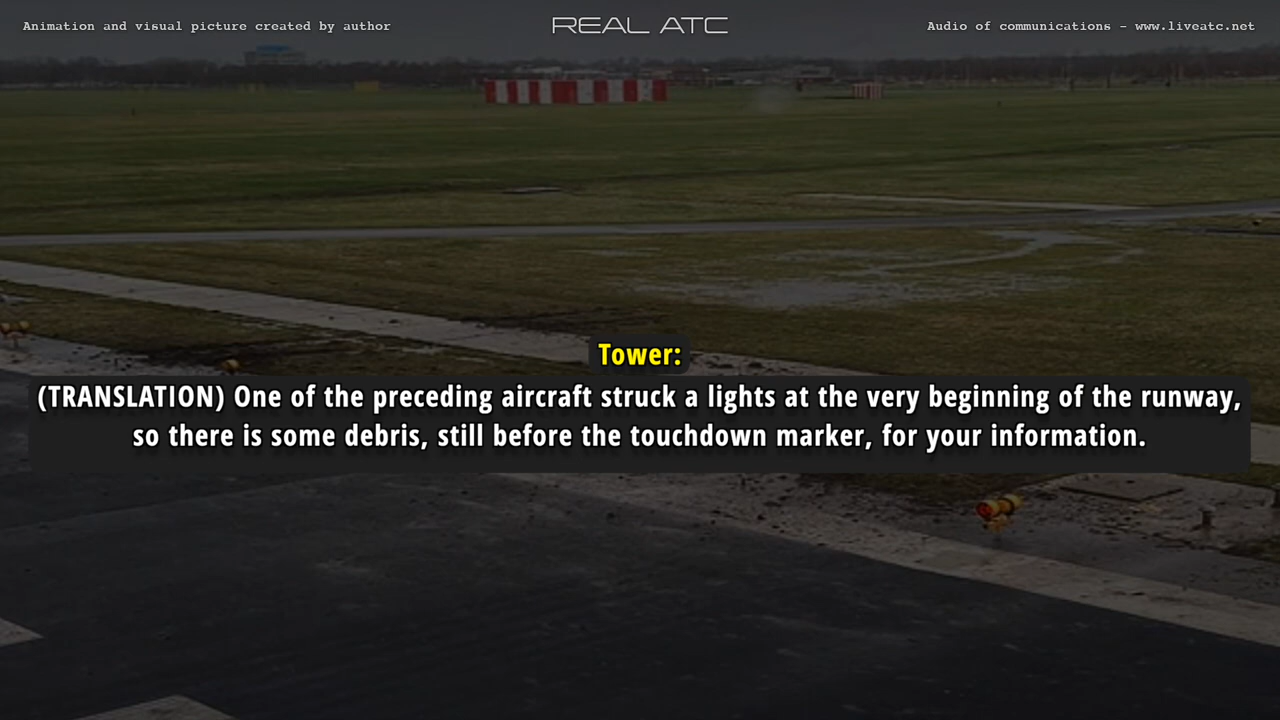 Animation and visual picture created by author
REAL ATC
Audio of communications - www.liveatc.net
Tower:
(TRANSLATION) One of the preceding aircraft struck a lights at the very beginning of the runway,
so there is some debris, still before the touchdown marker, for your information.